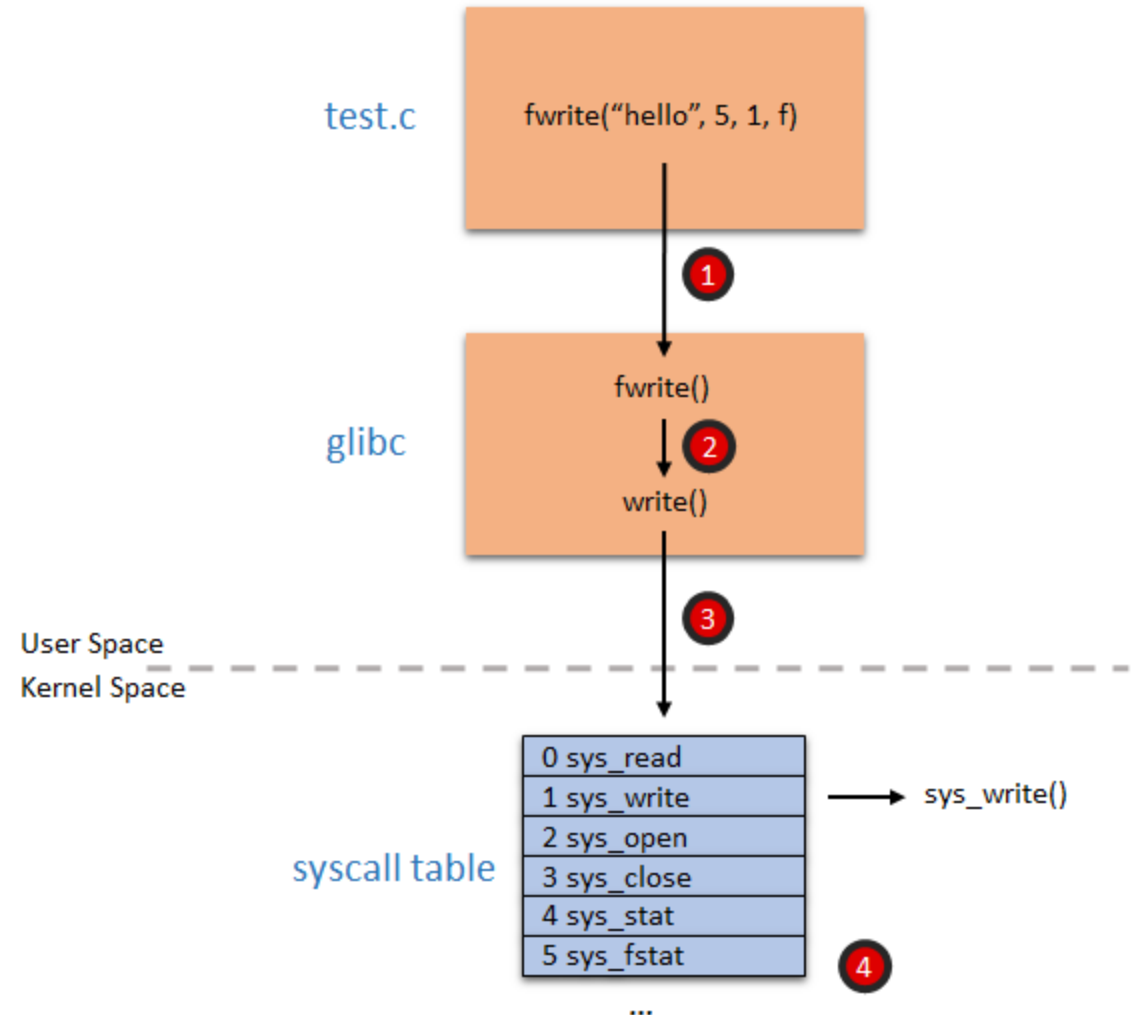 test.c
fwrite(“hello”, 5, 1, f)
1
fwrite()
glibc
2
write()
3
User Space
Kernel Space
0 sys_read
1 sys_write
sys_write()
2 sys_open
syscall table
3 sys_close
4 sys_stat
5 sys_fstat
4
...